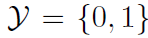 𝒴 = {0, 1}